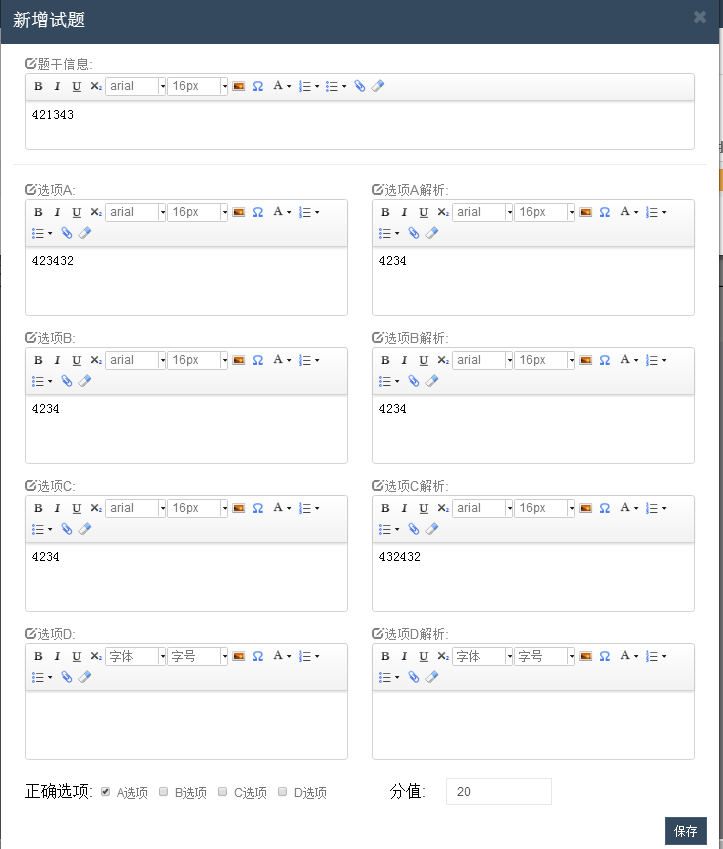 新增试题 ×
题干信息:
B I U X₂ arial 16px Ω A
421343
选项A: 选项A解析:
B I U X₂ arial 16px Ω A B I U X₂ arial 16px Ω A
423432 4234
选项B: 选项B解析:
B I U X₂ arial 16px Ω A B I U X₂ arial 16px Ω A
4234 4234
选项C: 选项C解析:
B I U X₂ arial 16px Ω A B I U X₂ arial 16px Ω A
4234 432432
选项D: 选项D解析:
B I U X₂ 字体 字号 Ω A B I U X₂ 字体 字号 Ω A
正确选项: A选项 B选项 C选项 D选项 分值: 20
保存